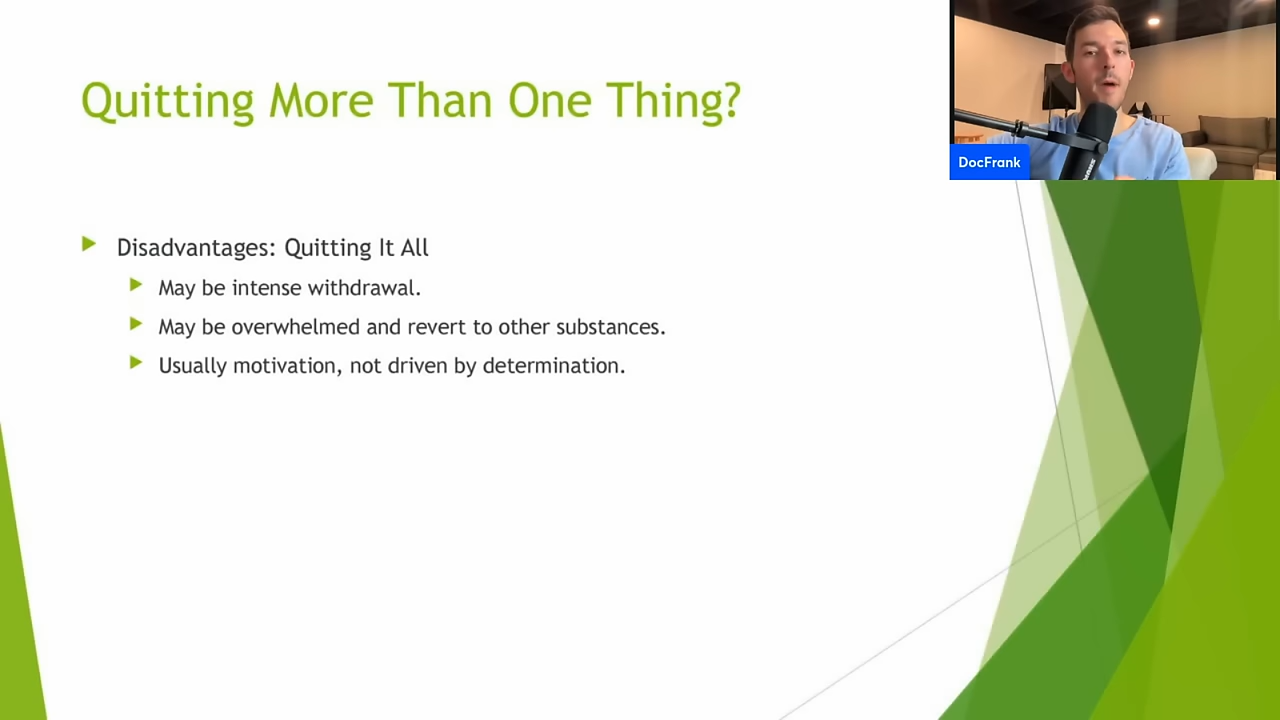 Quitting More Than One Thing?
DocFrank
Disadvantages: Quitting It All
May be intense withdrawal.
May be overwhelmed and revert to other substances.
Usually motivation, not driven by determination.